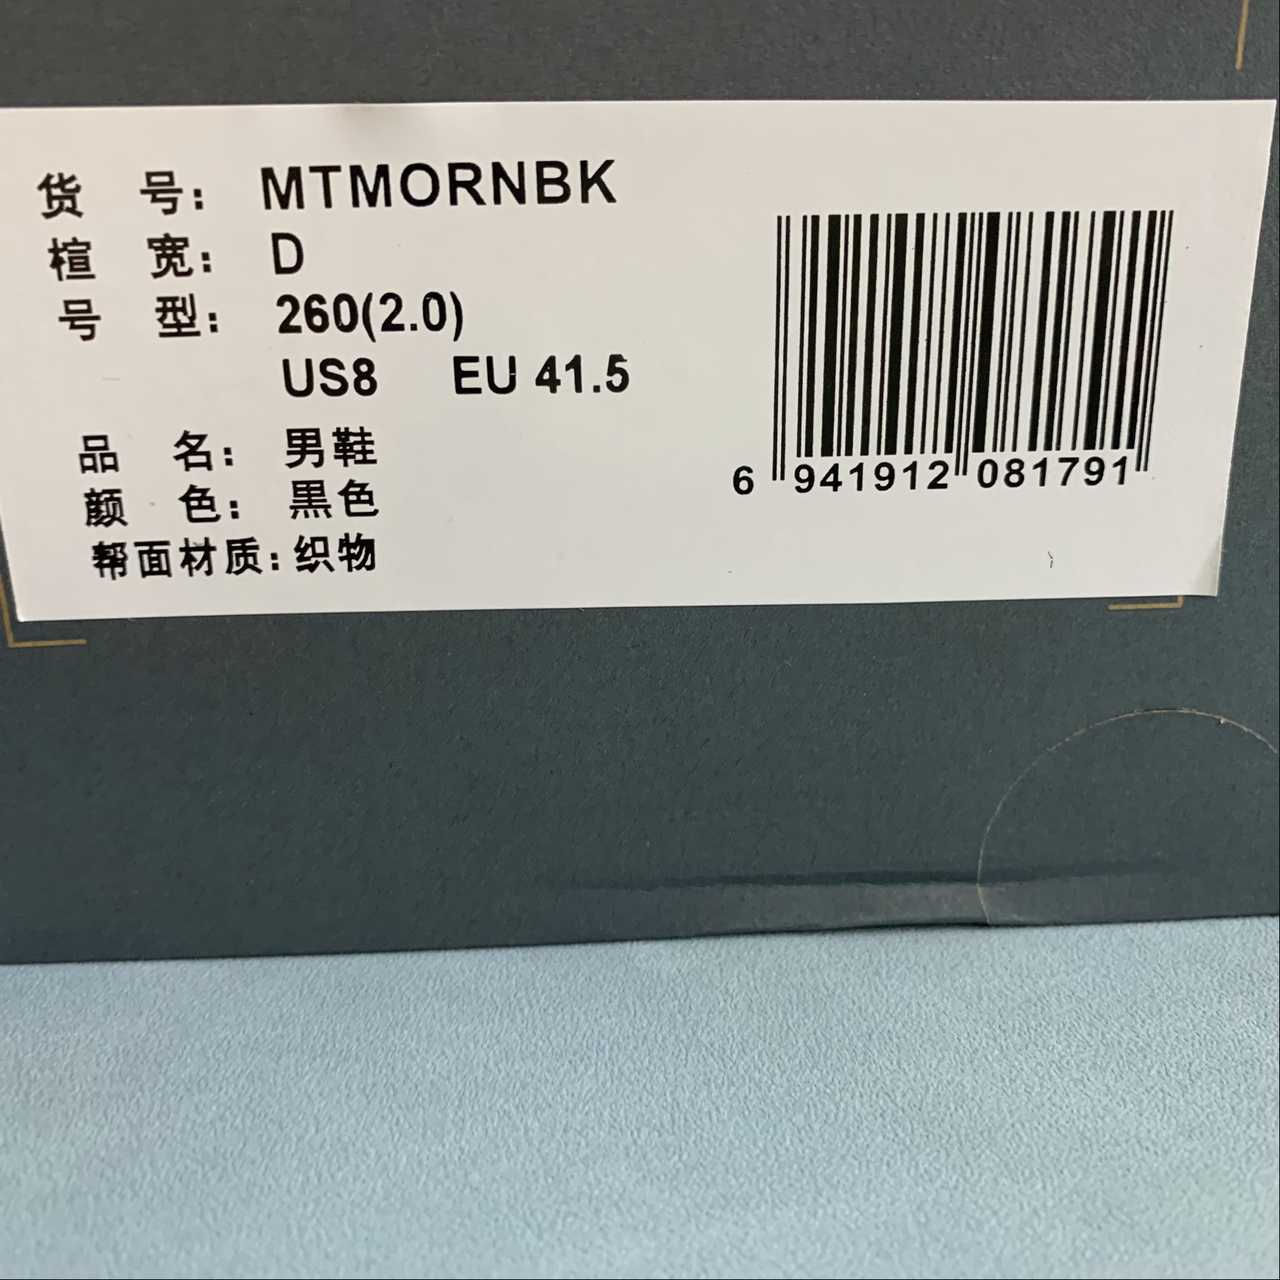 货 号: MTMORNBK
楦 宽: D
号 型: 260(2.0)
US8 EU 41.5
品 名: 男鞋
颜 色: 黑色
帮面材质: 织物
6 941912 081791